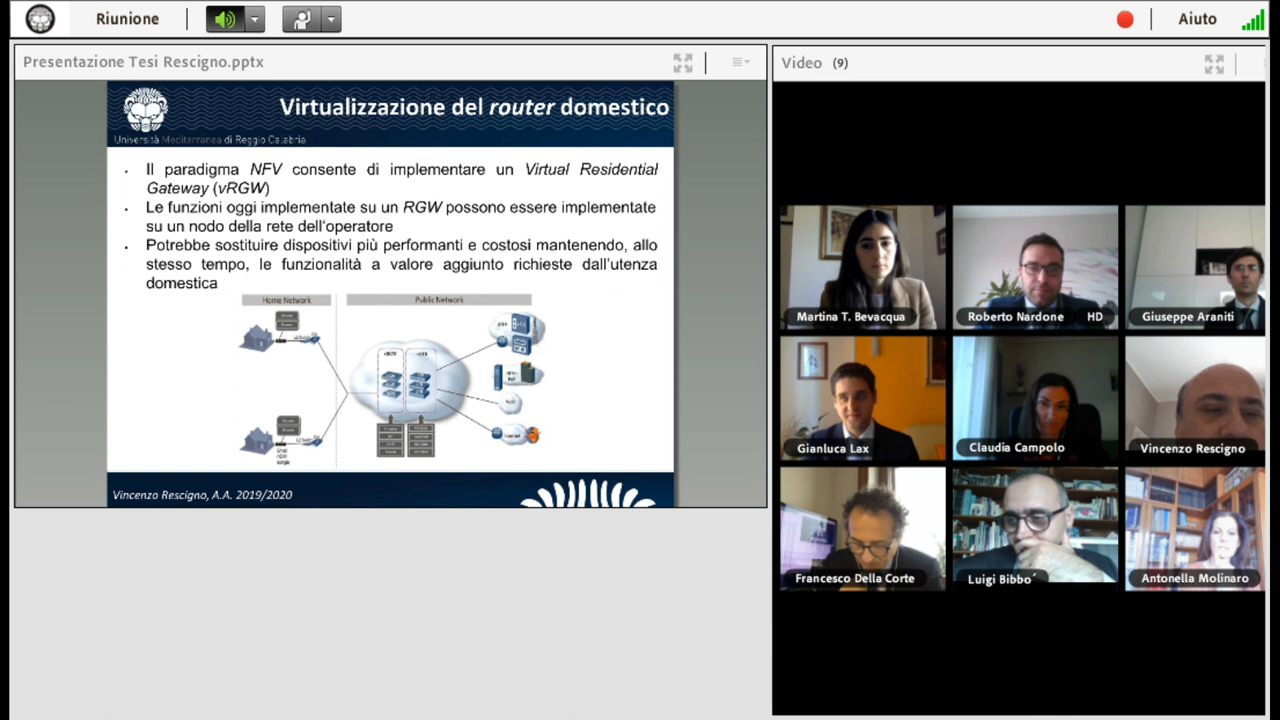 Riunione
Aiuto
Presentazione Tesi Rescigno.pptx
Video (9)
Virtualizzazione del router domestico
Università Mediterranea di Reggio Calabria
Il paradigma NFV consente di implementare un Virtual Residential
Gateway (vRGW)
Le funzioni oggi implementate su un RGW possono essere implementate
su un nodo della rete dell'operatore
Potrebbe sostituire dispositivi più performanti e costosi mantenendo, allo
stesso tempo, le funzionalità a valore aggiunto richieste dall'utenza
domestica
Home Network
Public Network
Vincenzo Rescigno, A.A. 2019/2020
Martina T. Bevacqua
Roberto Nardone HD
Giuseppe Araniti
Gianluca Lax
Claudia Campolo
Vincenzo Rescigno
Francesco Della Corte
Luigi Bibbo´
Antonella Molinaro